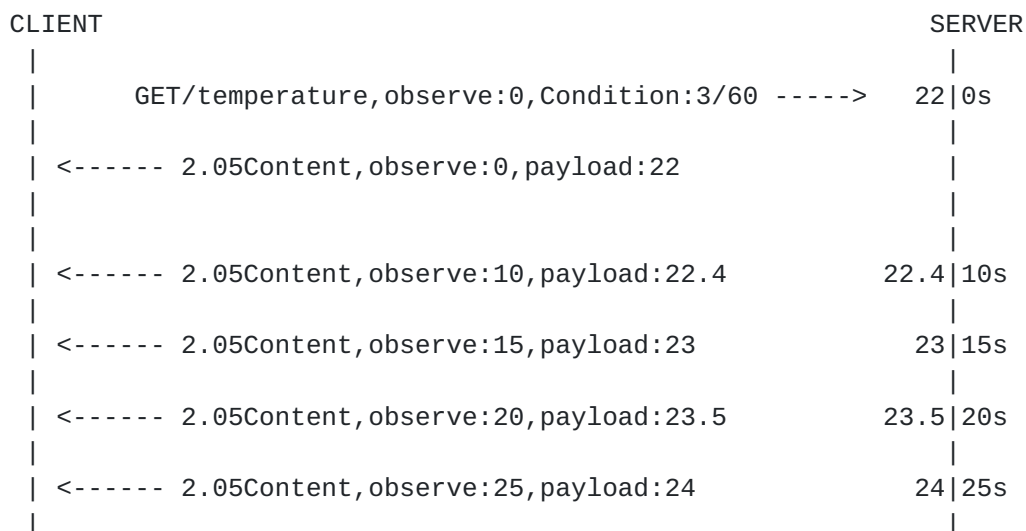 CLIENT SERVER
| |
| GET/temperature,observe:0,Condition:3/60 -----> 22|0s
| |
| <------ 2.05Content,observe:0,payload:22 |
| |
| |
| <------ 2.05Content,observe:10,payload:22.4 22.4|10s
| |
| <------ 2.05Content,observe:15,payload:23 23|15s
| |
| <------ 2.05Content,observe:20,payload:23.5 23.5|20s
| |
| <------ 2.05Content,observe:25,payload:24 24|25s
| |